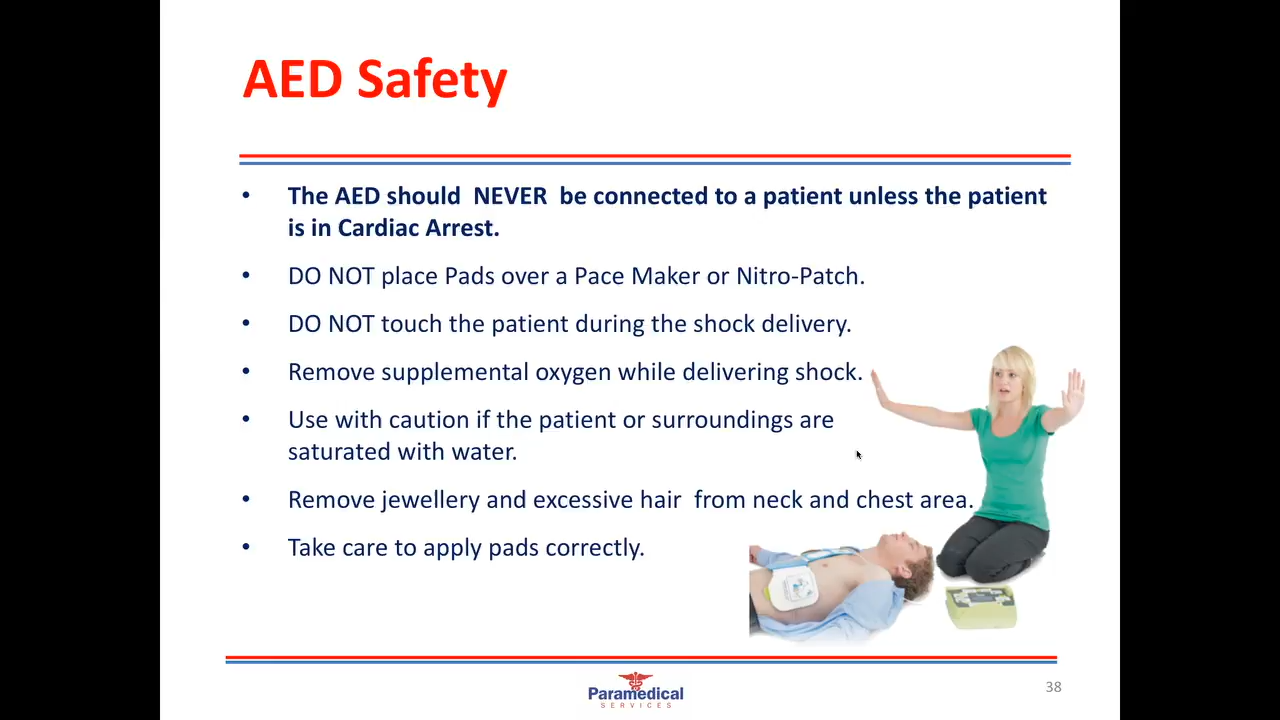 AED Safety
• The AED should NEVER be connected to a patient unless the patient
is in Cardiac Arrest.
• DO NOT place Pads over a Pace Maker or Nitro-Patch.
• DO NOT touch the patient during the shock delivery.
• Remove supplemental oxygen while delivering shock.
• Use with caution if the patient or surroundings are
saturated with water.
• Remove jewellery and excessive hair from neck and chest area.
• Take care to apply pads correctly.
Paramedical
SERVICES
38